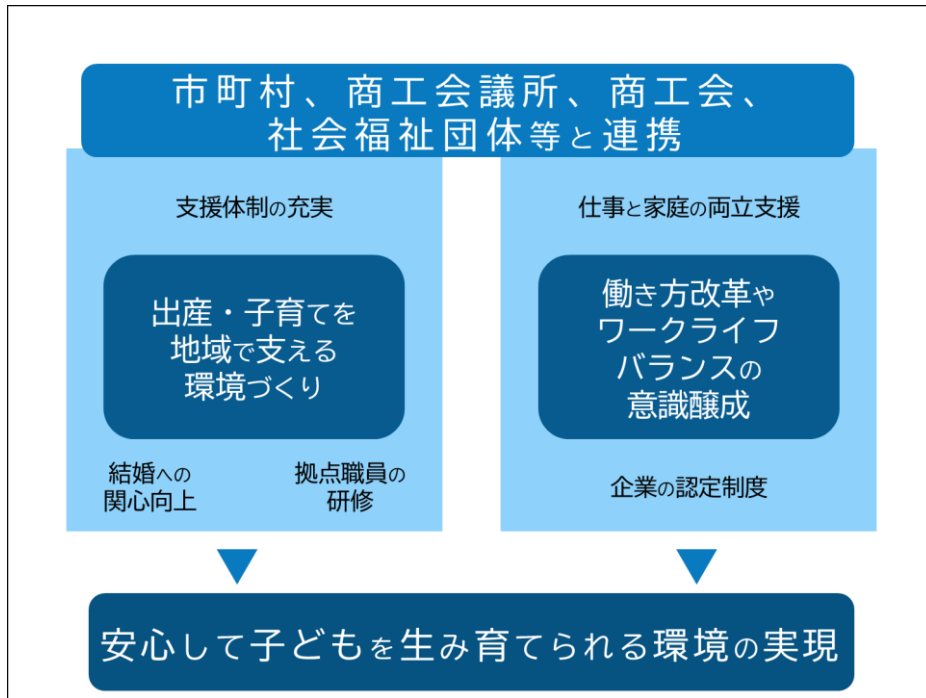 市町村、商工会議所、商工会、
社会福祉団体等と連携
支援体制の充実
出産・子育てを
地域で支える
環境づくり
結婚への
関心向上
拠点職員の
研修
仕事と家庭の両立支援
働き方改革や
ワークライフ
バランスの
意識醸成
企業の認定制度
安心して子どもを生み育てられる環境の実現